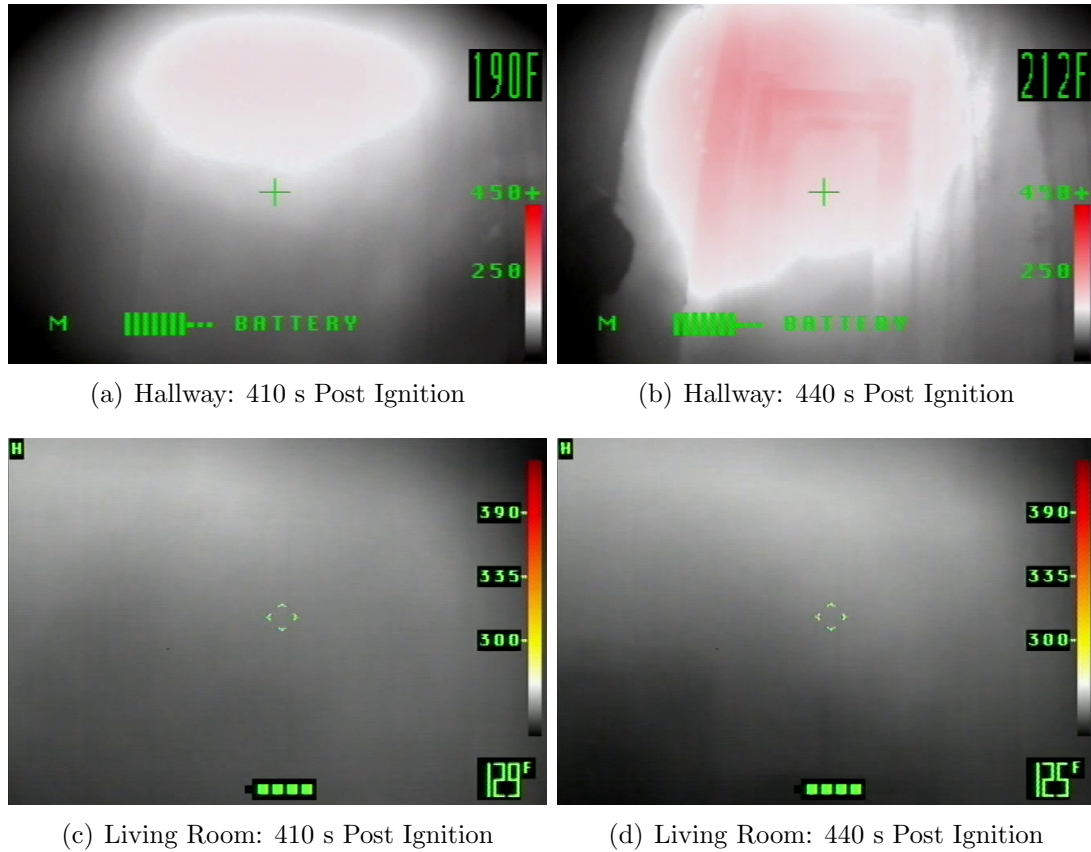 190F
450+
250
M
BATTERY
212F
450+
250
M
BATTERY
(a) Hallway: 410 s Post Ignition
(b) Hallway: 440 s Post Ignition
H
390
335
300
129F
H
390
335
300
125F
(c) Living Room: 410 s Post Ignition
(d) Living Room: 440 s Post Ignition